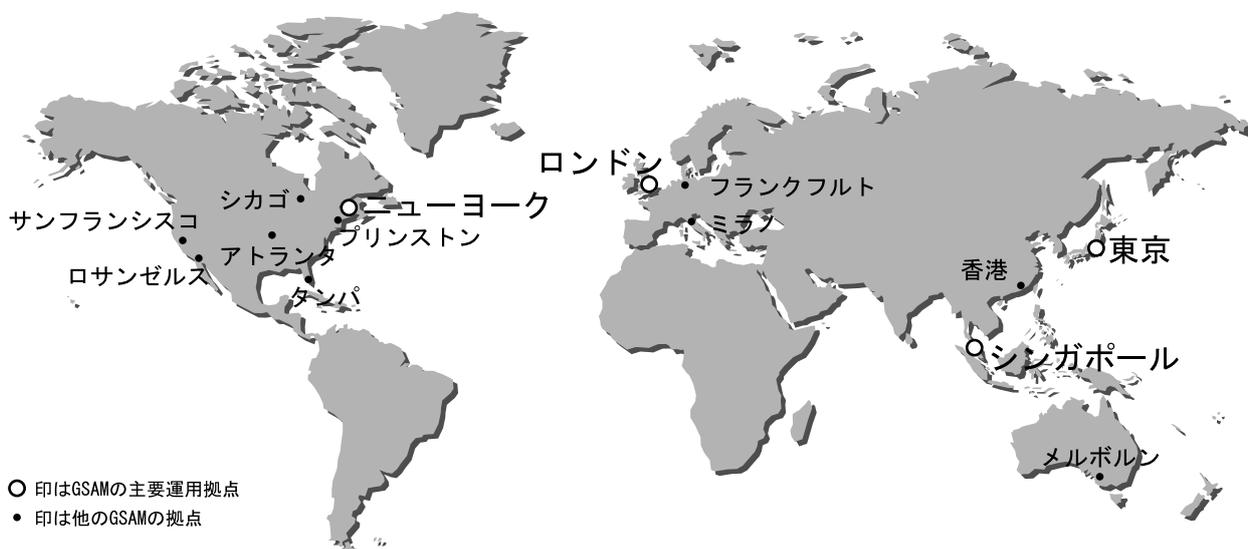 ロンドン
フランクフルト
シカゴ
ニューヨーク
サンフランシスコ
ミラノ
プリンストン
アトランタ
東京
ロサンゼルス
香港
タンパ
シンガポール
メルボルン
印はGSAMの主要運用拠点
印は他のGSAMの拠点